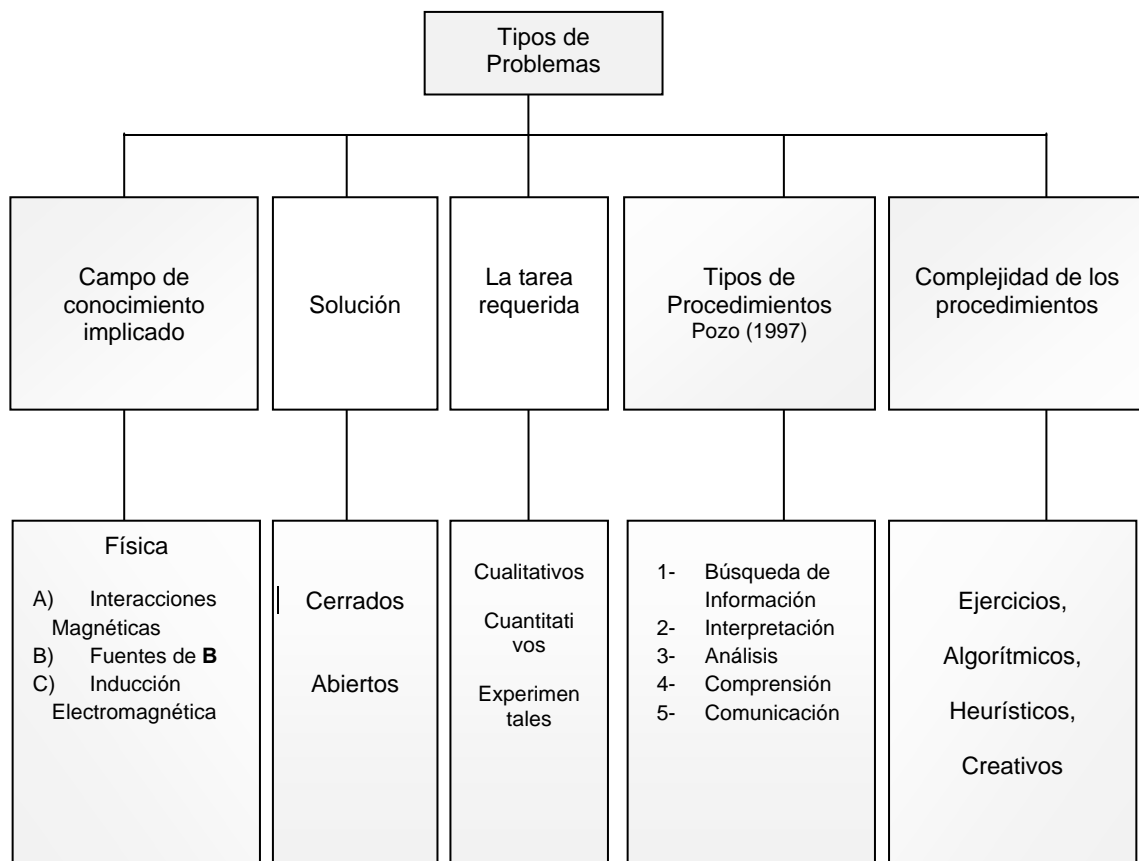 Tipos de
Problemas
Campo de
conocimiento
implicado
Solución
La tarea
requerida
Tipos de
Procedimientos
Pozo (1997)
Complejidad de los
procedimientos
Física
A) Interacciones
Magnéticas
B) Fuentes de B
C) Inducción
Electromagnética
Cerrados
Abiertos
Cualitativos
Cuantitati
vos
Experimen
tales
1- Búsqueda de
Información
2- Interpretación
3- Análisis
4- Comprensión
5- Comunicación
Ejercicios,
Algorítmicos,
Heurísticos,
Creativos